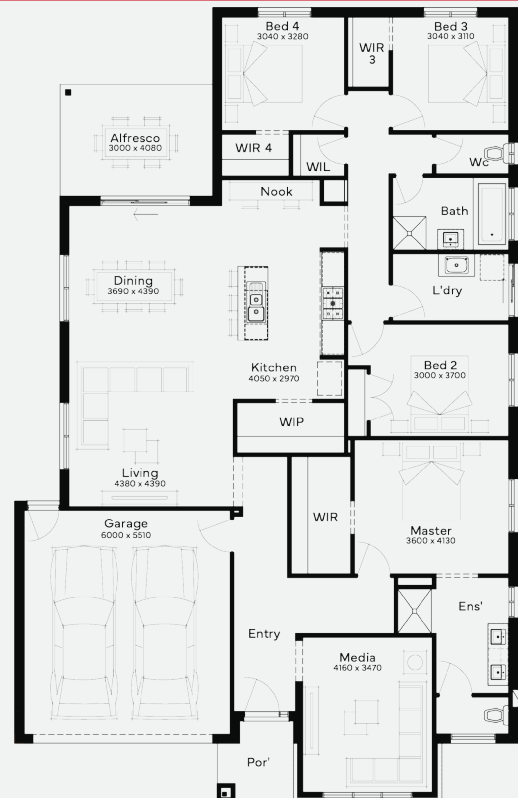 Bed 4
3040 x 3280
WIR
3
Bed 3
3040 x 3110
Alfresco
3000 x 4080
WIR 4
WIL
Wc
Nook
Bath
Dining
3690 x 4390
L'dry
Kitchen
4050 x 2970
Bed 2
3000 x 3700
WIP
Living
4380 x 4390
WIR
Garage
6000 x 5510
Master
3600 x 4130
Ens'
Entry
Media
4160 x 3470
Por'